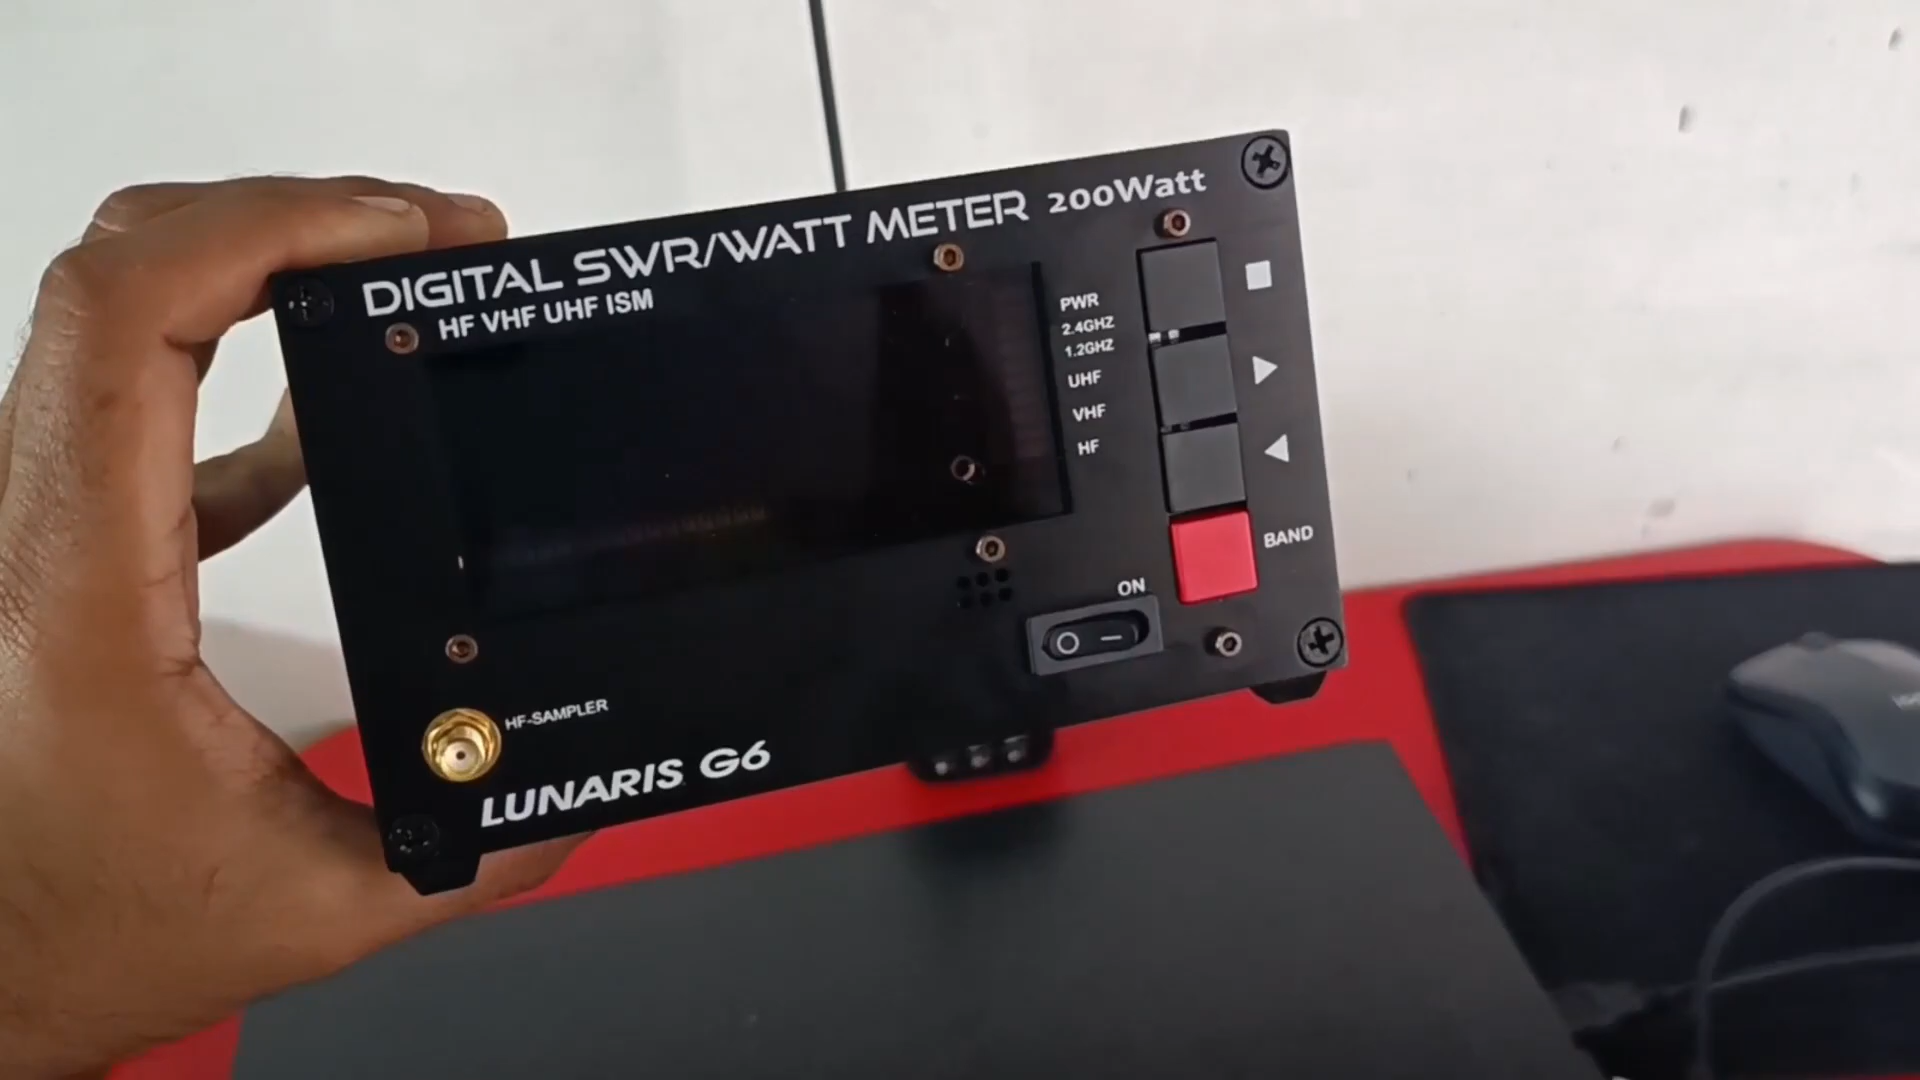 DIGITAL SWR/WATT METER 200Watt
HF VHF UHF ISM
PWR
2.4GHZ
1.2GHZ
UHF
VHF
HF
BAND
ON
HF-SAMPLER
LUNARIS G6